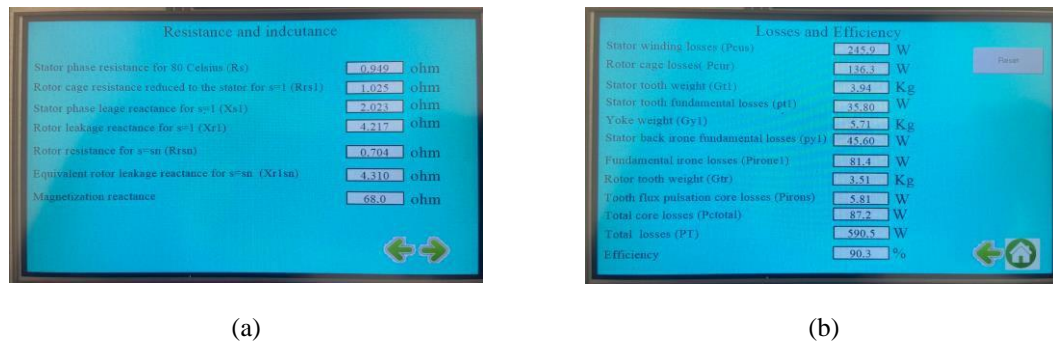 Resistance and indcutance
Stator phase resistance for 80 Celsius (Rs) 0.949 ohm
Rotor cage resistance reduced to the stator for s=1 (Rrs1) 1.025 ohm
Stator phase leage reactance for s=1 (Xs1) 2.023 ohm
Rotor leakage reactance for s=1 (Xr1) 4.217 ohm
Rotor resistance for s=sn (Rrsn) 0.704 ohm
Equivalent rotor leakage reactance for s=sn (Xr1sn) 4.310 ohm
Magnetization reactance 68.0 ohm
(a)
Losses and Efficiency
Stator winding losses (Pcus) 245.9 W
Rotor cage losses( Pcur) 136.3 W
Stator tooth weight (Gt1) 3.94 Kg
Stator tooth fundamental losses (pt1) 35.80 W
Yoke weight (Gy1) 5.71 Kg
Stator back irone fundamental losses (py1) 45.60 W
Fundamental irone losses (Pirone1) 81.4 W
Rotor tooth weight (Gtr) 3.51 Kg
Tooth flux pulsation core losses (Pirons) 5.81 W
Total core losses (Pctotal) 87.2 W
Total losses (PT) 590.5 W
Efficiency 90.3 %
Reset
(b)